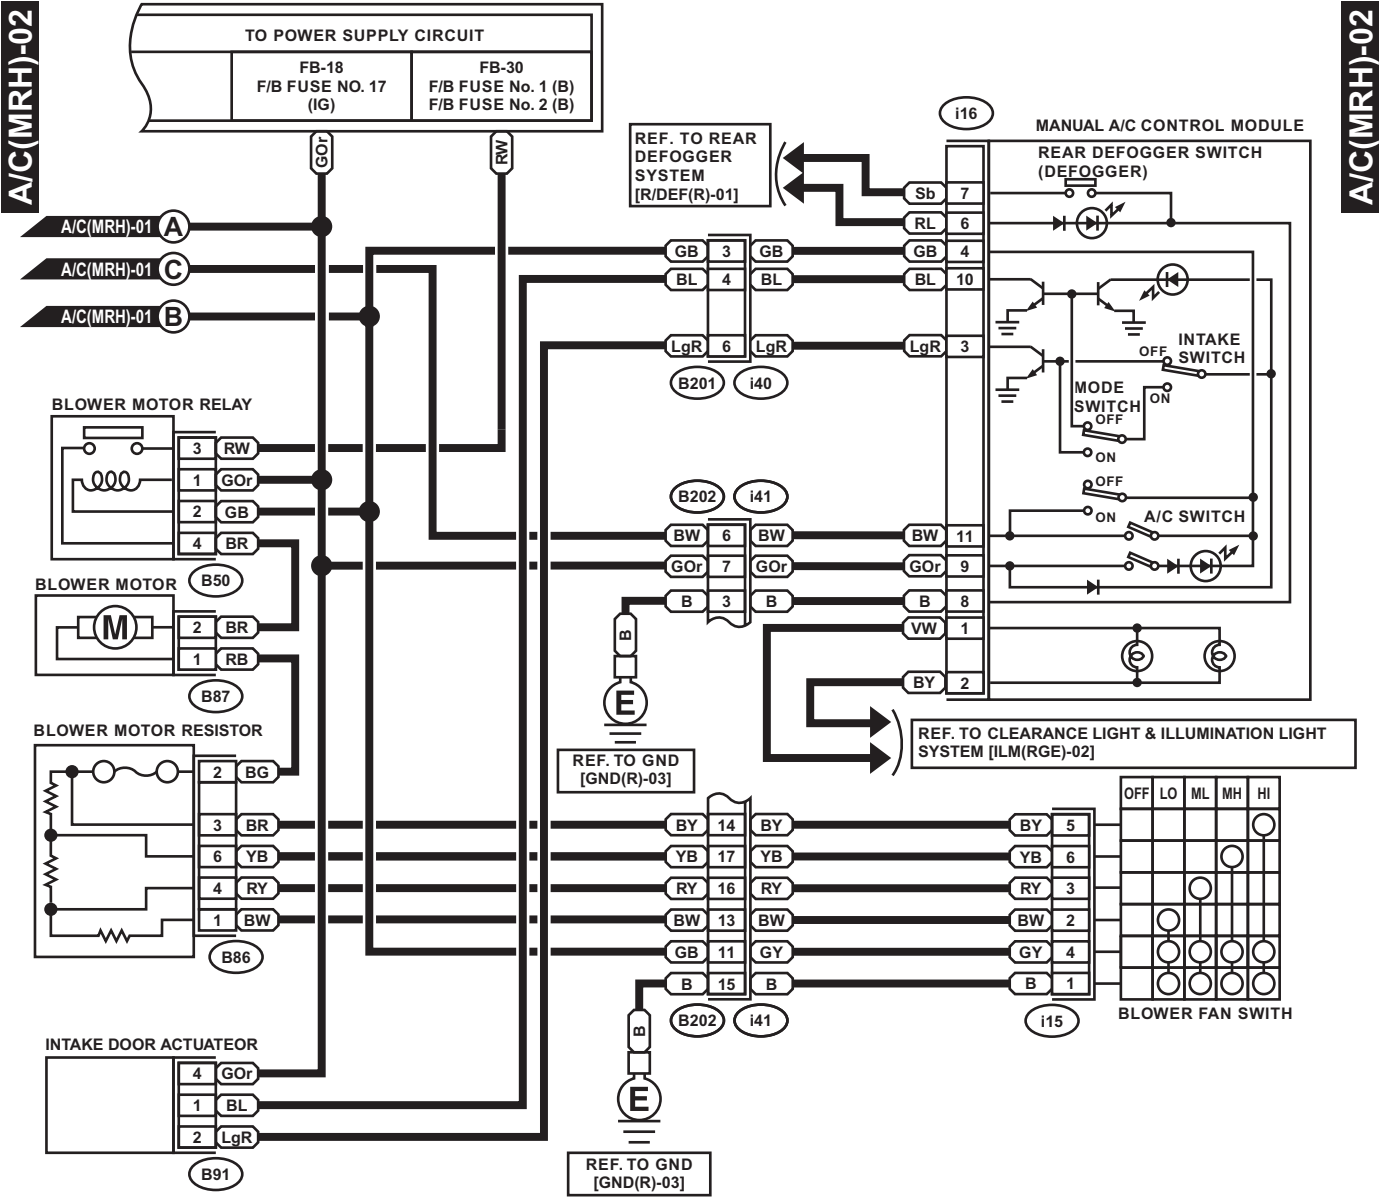 A/C(MRH)-02
A/C(MRH)-02
TO POWER SUPPLY CIRCUIT
FB-18
F/B FUSE NO. 17
(IG)
FB-30
F/B FUSE No. 1 (B)
F/B FUSE No. 2 (B)
GOr
RW
A/C(MRH)-01 A
A/C(MRH)-01 C
A/C(MRH)-01 B
REF. TO REAR
DEFOGGER
SYSTEM
[R/DEF(R)-01]
i16
MANUAL A/C CONTROL MODULE
REAR DEFOGGER SWITCH
(DEFOGGER)
Sb 7
RL 6
GB 3 GB GB 4
BL 4 BL BL 10
LgR 6 LgR LgR 3
B201 i40
INTAKE
SWITCH
OFF
ON
MODE
SWITCH
OFF
ON
OFF
ON
A/C SWITCH
BLOWER MOTOR RELAY
3 RW
1 GOr
2 GB
4 BR
B50
B202 i41
BW 6 BW BW 11
GOr 7 GOr GOr 9
B 3 B B 8
VW 1
BY 2
BLOWER MOTOR
M
2 BR
1 RB
B87
B
E
REF. TO GND
[GND(R)-03]
REF. TO CLEARANCE LIGHT & ILLUMINATION LIGHT
SYSTEM [ILM(RGE)-02]
BLOWER MOTOR RESISTOR
2 BG
3 BR
6 YB
4 RY
1 BW
B86
BY 14 BY BY 5
YB 17 YB YB 6
RY 16 RY RY 3
BW 13 BW BW 2
GB 11 GY GY 4
B 15 B B 1
B202 i41
i15
OFF LO ML MH HI
BLOWER FAN SWITH
B
E
REF. TO GND
[GND(R)-03]
INTAKE DOOR ACTUATEOR
4 GOr
1 BL
2 LgR
B91